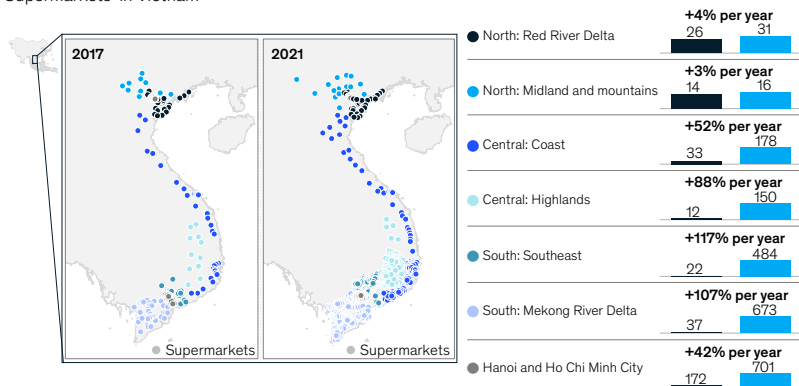 Supermarkets in Vietnam
2017
Supermarkets
2021
Supermarkets
North: Red River Delta
+4% per year
26
31
North: Midland and mountains
+3% per year
14
16
Central: Coast
+52% per year
33
178
Central: Highlands
+88% per year
12
150
South: Southeast
+117% per year
22
484
South: Mekong River Delta
+107% per year
37
673
Hanoi and Ho Chi Minh City
+42% per year
172
701